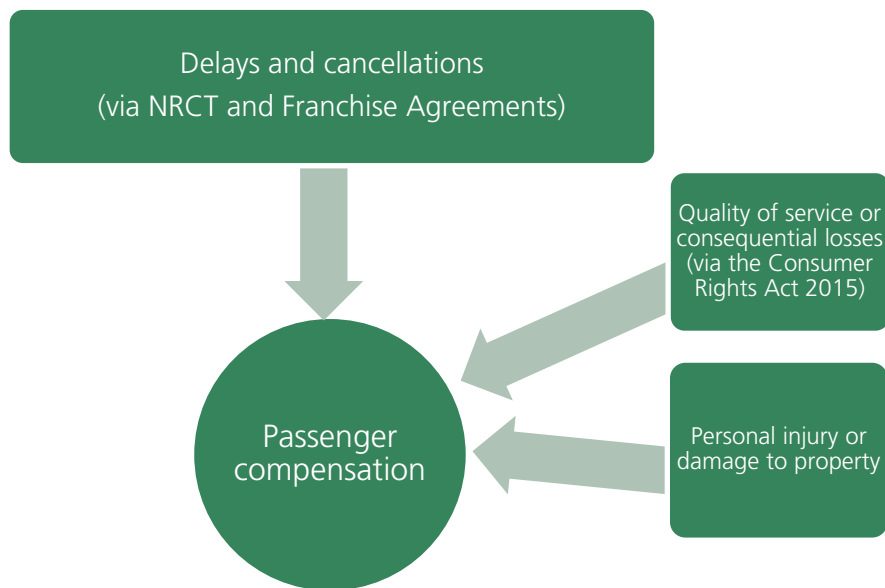 Delays and cancellations
(via NRCT and Franchise Agreements)
Quality of service or
consequential losses
(via the Consumer
Rights Act 2015)
Passenger
compensation
Personal injury or
damage to property